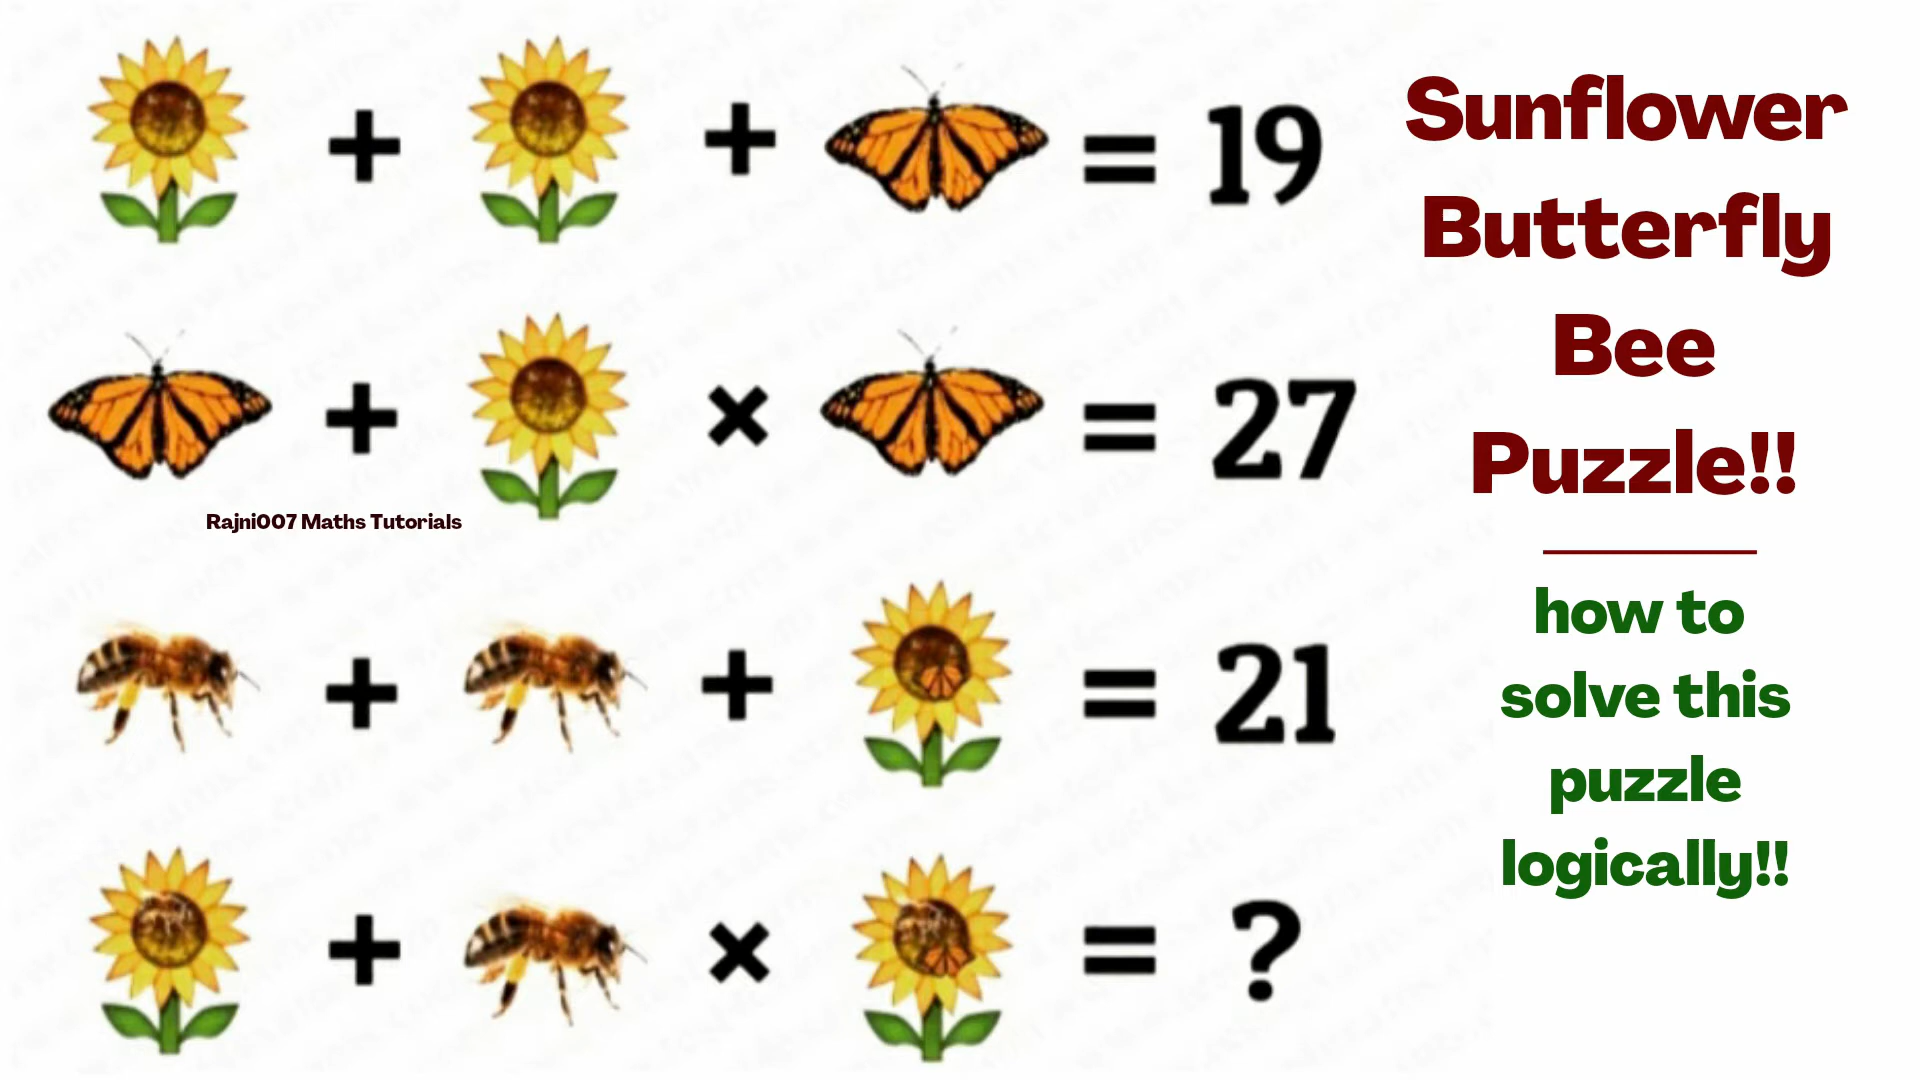 + + = 19
Sunflower
Butterfly
Bee
Puzzle!!
+ × = 27
Rajni007 Maths Tutorials
+ + = 21
how to
solve this
puzzle
logically!!
+ × = ?